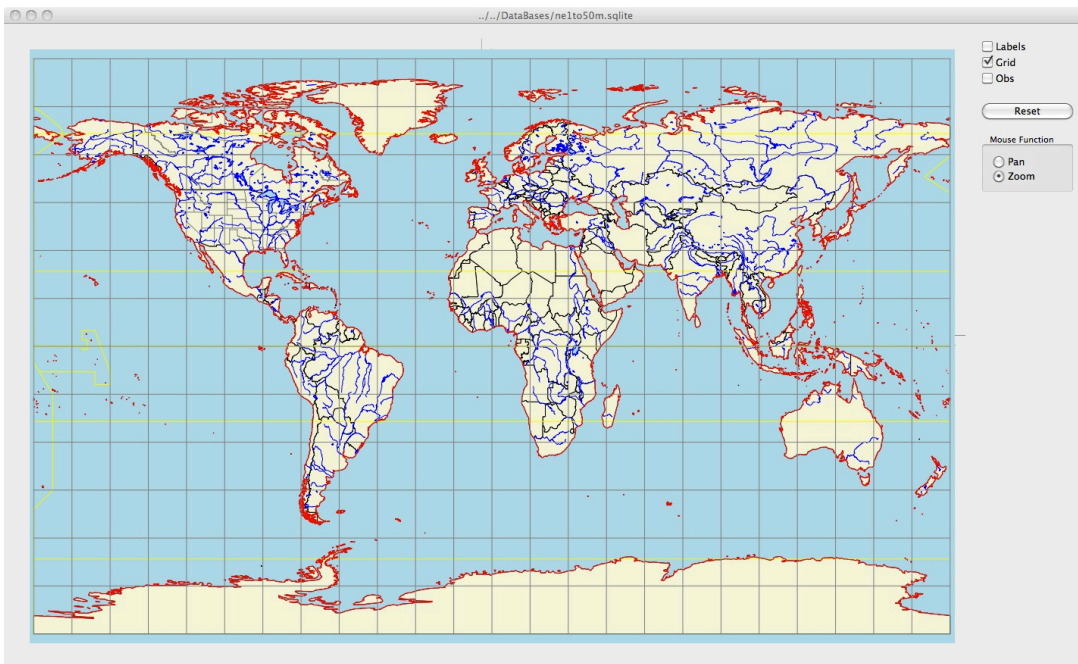 ../../DataBases/ne1to50m.sqlite
Labels
Grid
Obs
Reset
Mouse Function
Pan
Zoom